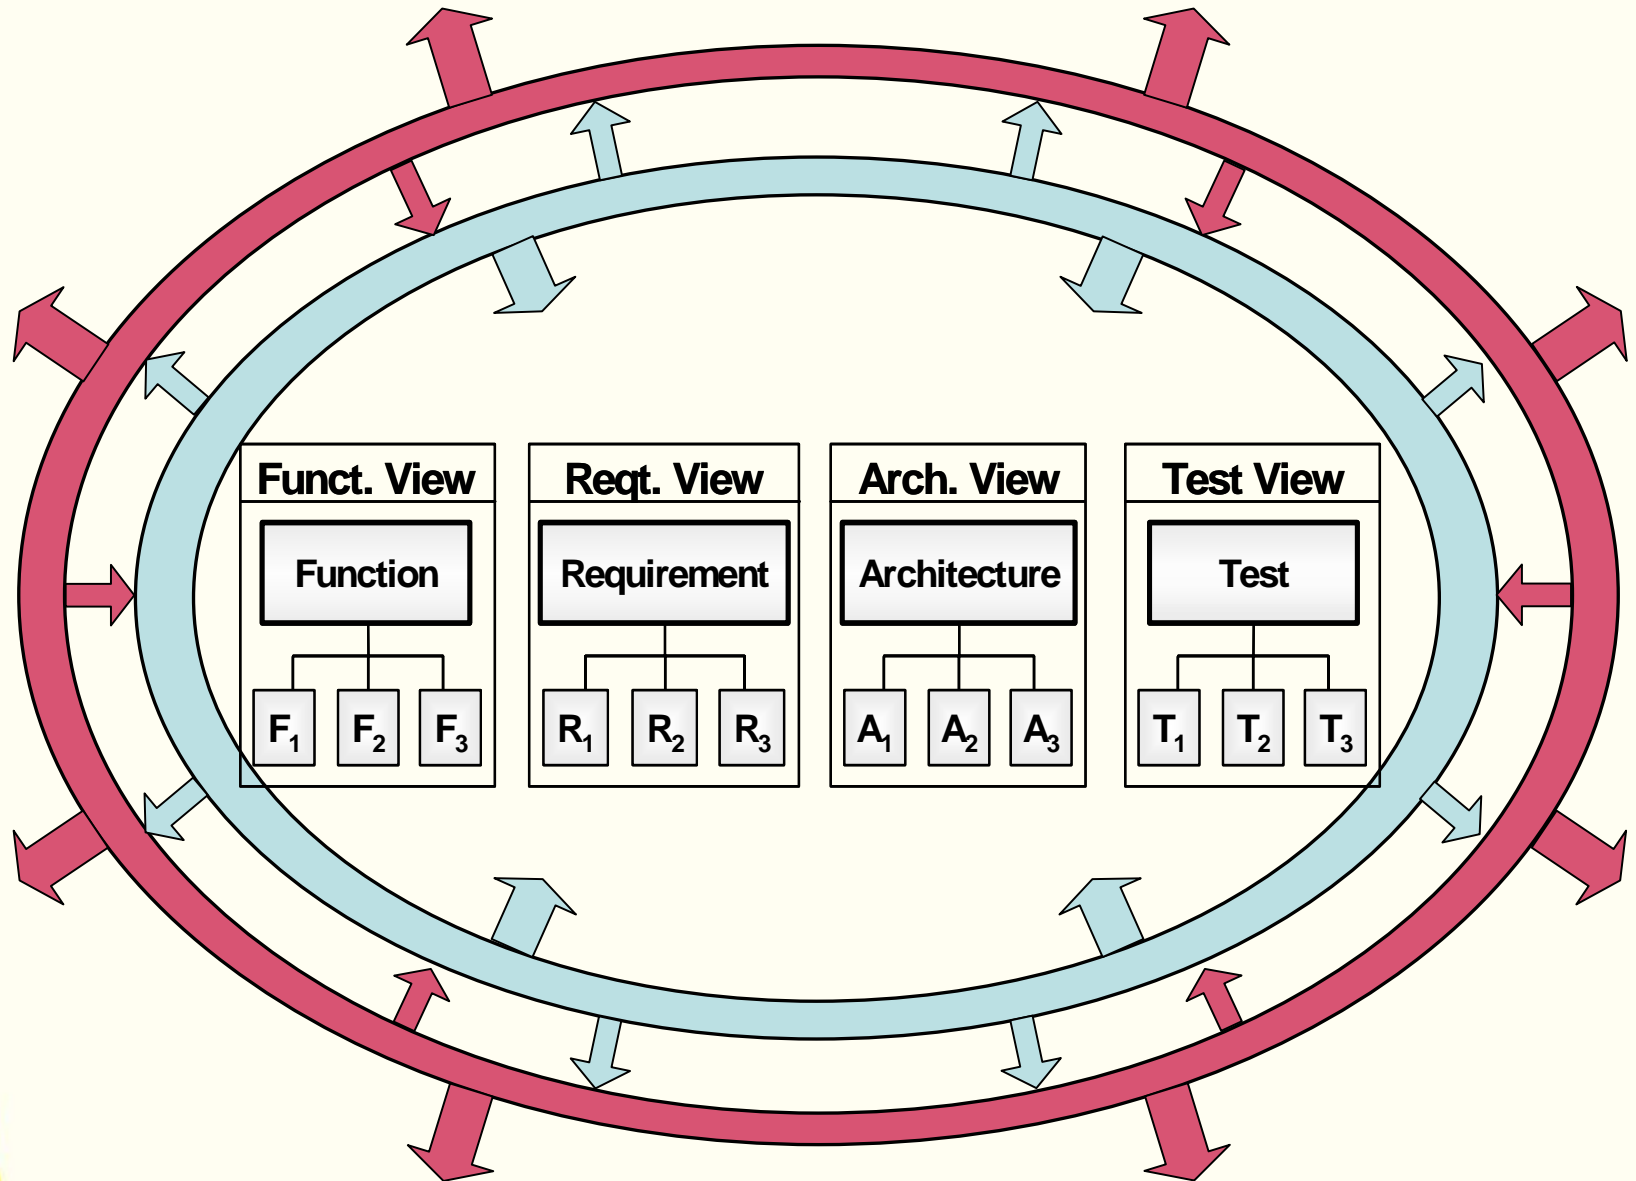 Funct. View
Reqt. View
Arch. View
Test View
Function
Requirement
Architecture
Test
F1 F2 F3
R1 R2 R3
A1 A2 A3
T1 T2 T3